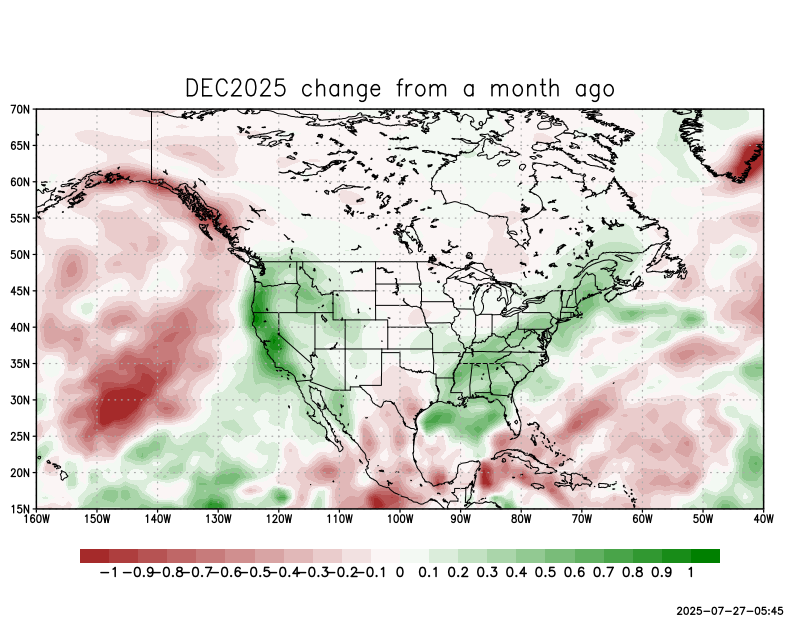 DEC2025 change from a month ago
70N
65N
60N
55N
50N
45N
40N
35N
30N
25N
20N
15N
160W 150W 140W 130W 120W 110W 100W 90W 80W 70W 60W 50W 40W
-1 -0.9 -0.8 -0.7 -0.6 -0.5 -0.4 -0.3 -0.2 -0.1 0 0.1 0.2 0.3 0.4 0.5 0.6 0.7 0.8 0.9 1
2025-07-27-05:45